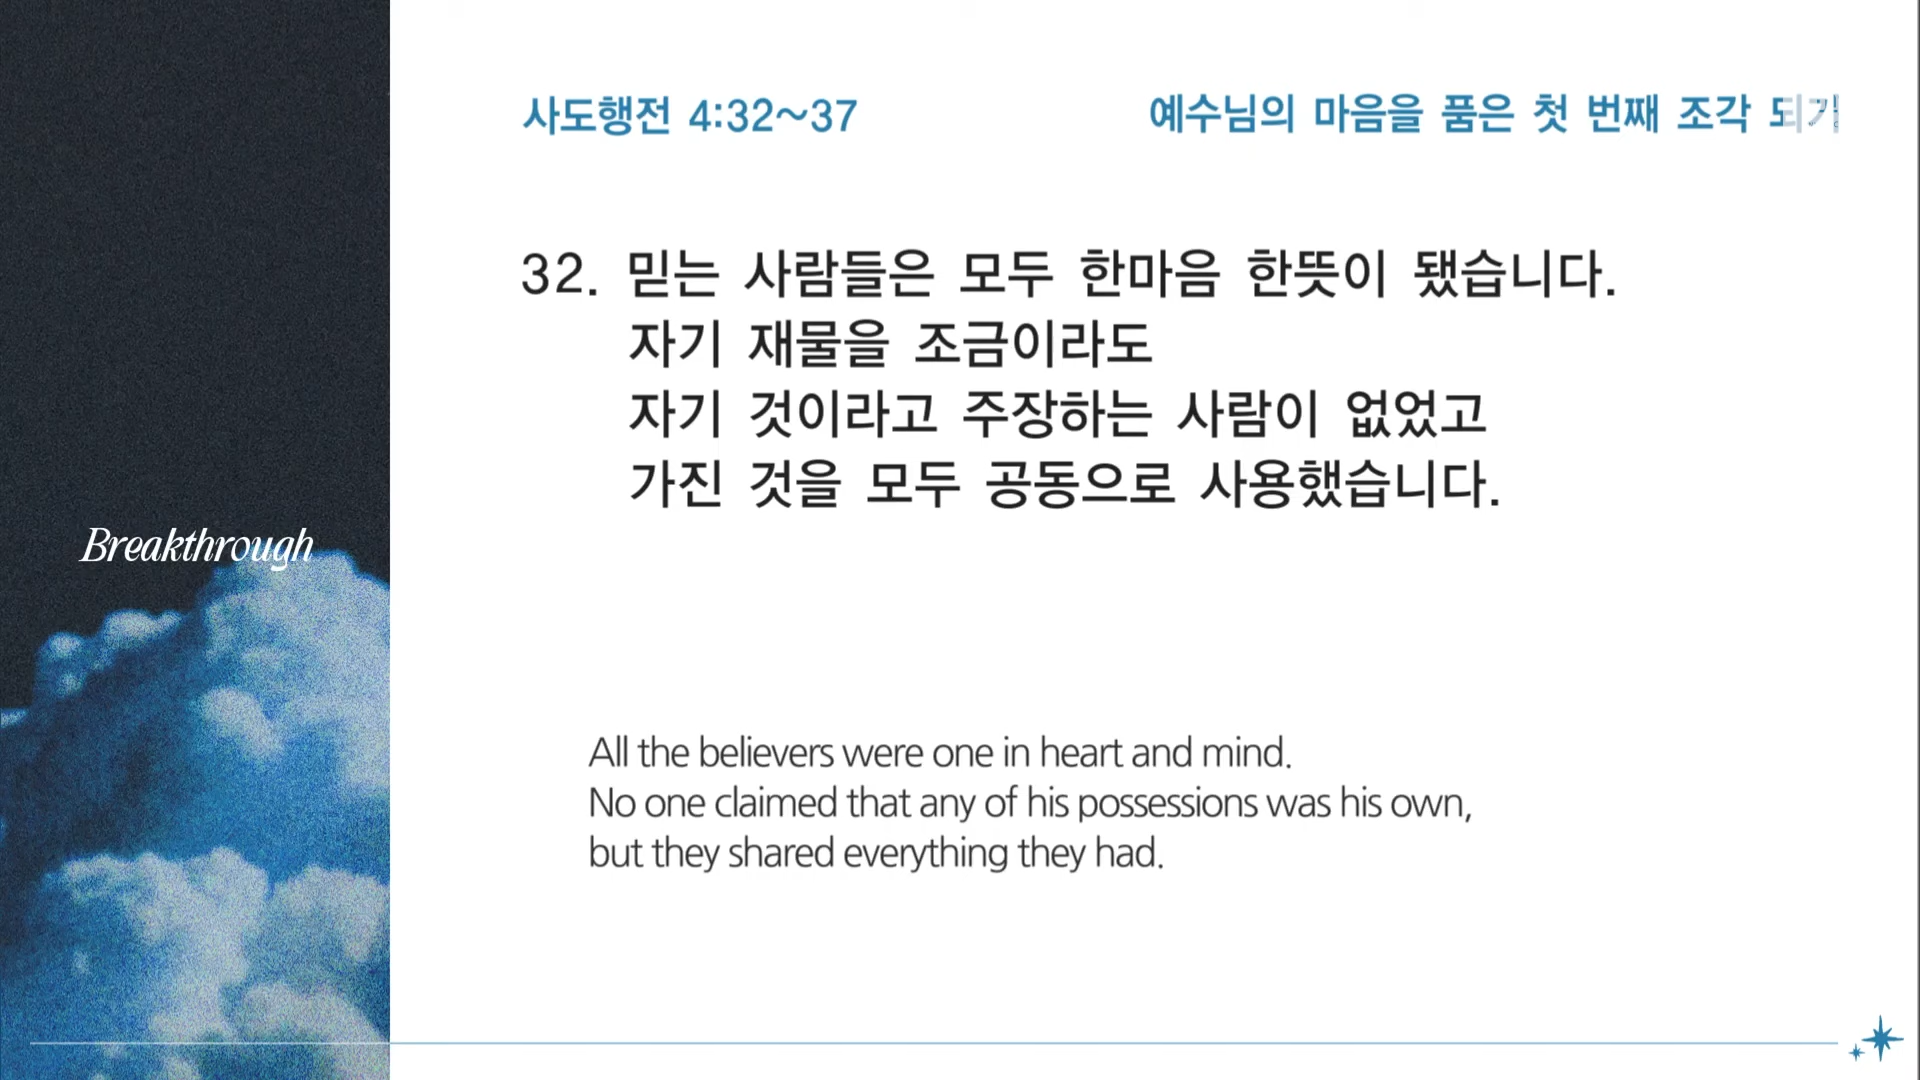 사도행전 4:32~37
예수님의 마음을 품은 첫 번째 조각 되기
32. 믿는 사람들은 모두 한마음 한뜻이 됐습니다.
자기 재물을 조금이라도
자기 것이라고 주장하는 사람이 없었고
가진 것을 모두 공동으로 사용했습니다.
Breakthrough
All the believers were one in heart and mind.
No one claimed that any of his possessions was his own,
but they shared everything they had.